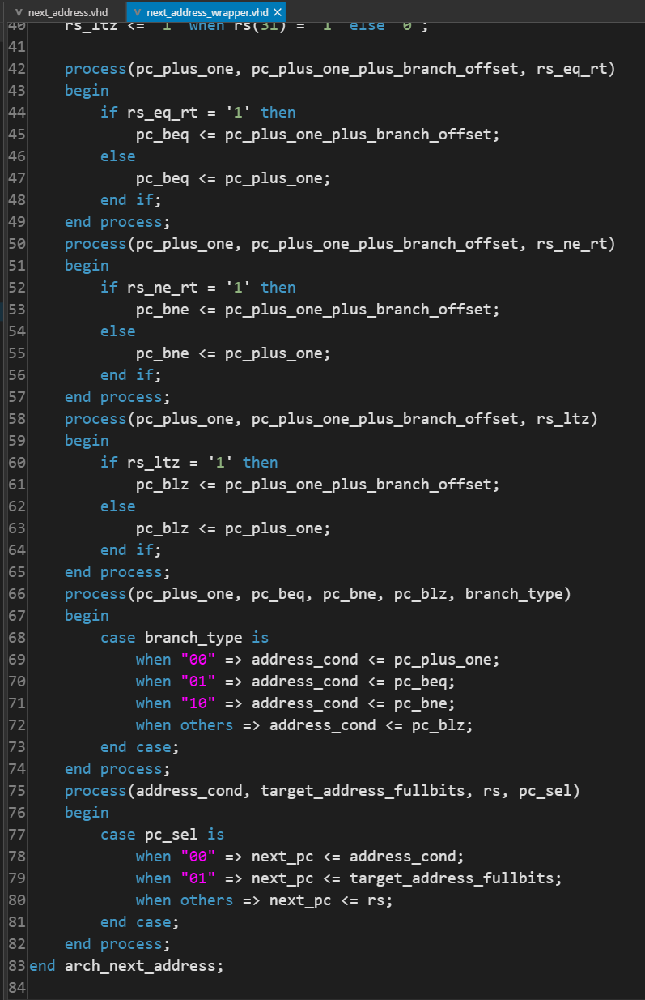 next_address.vhd next_address_wrapper.vhd
40 rs_ltz <= '1' when rs(31) = '1' else '0';
41
42 process(pc_plus_one, pc_plus_one_plus_branch_offset, rs_eq_rt)
43 begin
44 if rs_eq_rt = '1' then
45 pc_beq <= pc_plus_one_plus_branch_offset;
46 else
47 pc_beq <= pc_plus_one;
48 end if;
49 end process;
50 process(pc_plus_one, pc_plus_one_plus_branch_offset, rs_ne_rt)
51 begin
52 if rs_ne_rt = '1' then
53 pc_bne <= pc_plus_one_plus_branch_offset;
54 else
55 pc_bne <= pc_plus_one;
56 end if;
57 end process;
58 process(pc_plus_one, pc_plus_one_plus_branch_offset, rs_ltz)
59 begin
60 if rs_ltz = '1' then
61 pc_blz <= pc_plus_one_plus_branch_offset;
62 else
63 pc_blz <= pc_plus_one;
64 end if;
65 end process;
66 process(pc_plus_one, pc_beq, pc_bne, pc_blz, branch_type)
67 begin
68 case branch_type is
69 when "00" => address_cond <= pc_plus_one;
70 when "01" => address_cond <= pc_beq;
71 when "10" => address_cond <= pc_bne;
72 when others => address_cond <= pc_blz;
73 end case;
74 end process;
75 process(address_cond, target_address_fullbits, rs, pc_sel)
76 begin
77 case pc_sel is
78 when "00" => next_pc <= address_cond;
79 when "01" => next_pc <= target_address_fullbits;
80 when others => next_pc <= rs;
81 end case;
82 end process;
83 end arch_next_address;
84